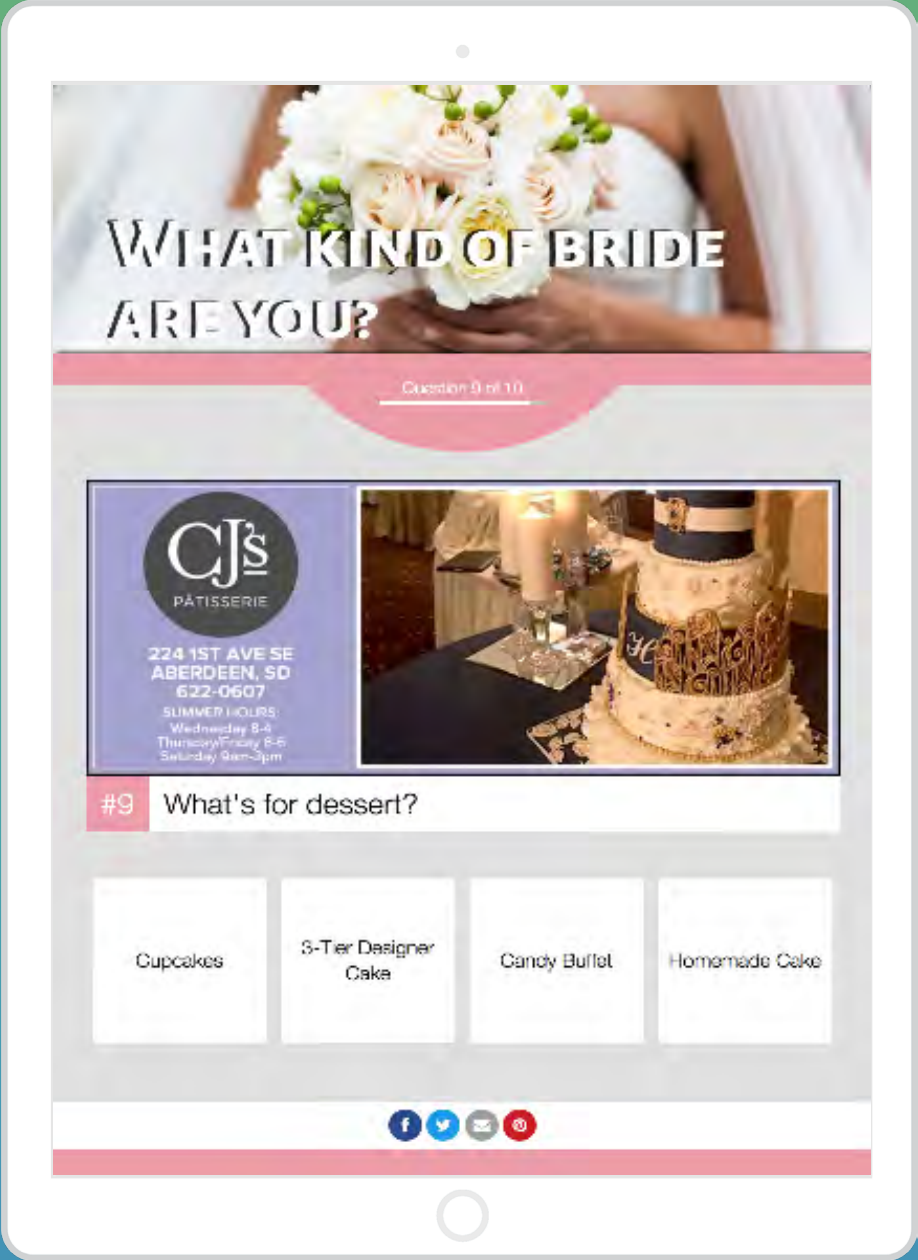 WHAT KIND OF BRIDE
ARE YOU?
Question 9 of 10
CJ's
PÂTISSERIE
224 1ST AVE SE
ABERDEEN, SD
622-0607
SUMMER HOURS:
Wednesday 8-4
Thursday/Friday 8-6
Saturday 9am-3pm
#9 What's for dessert?
Cupcakes
3-Tier Designer
Cake
Candy Buffet
Homemade Cake